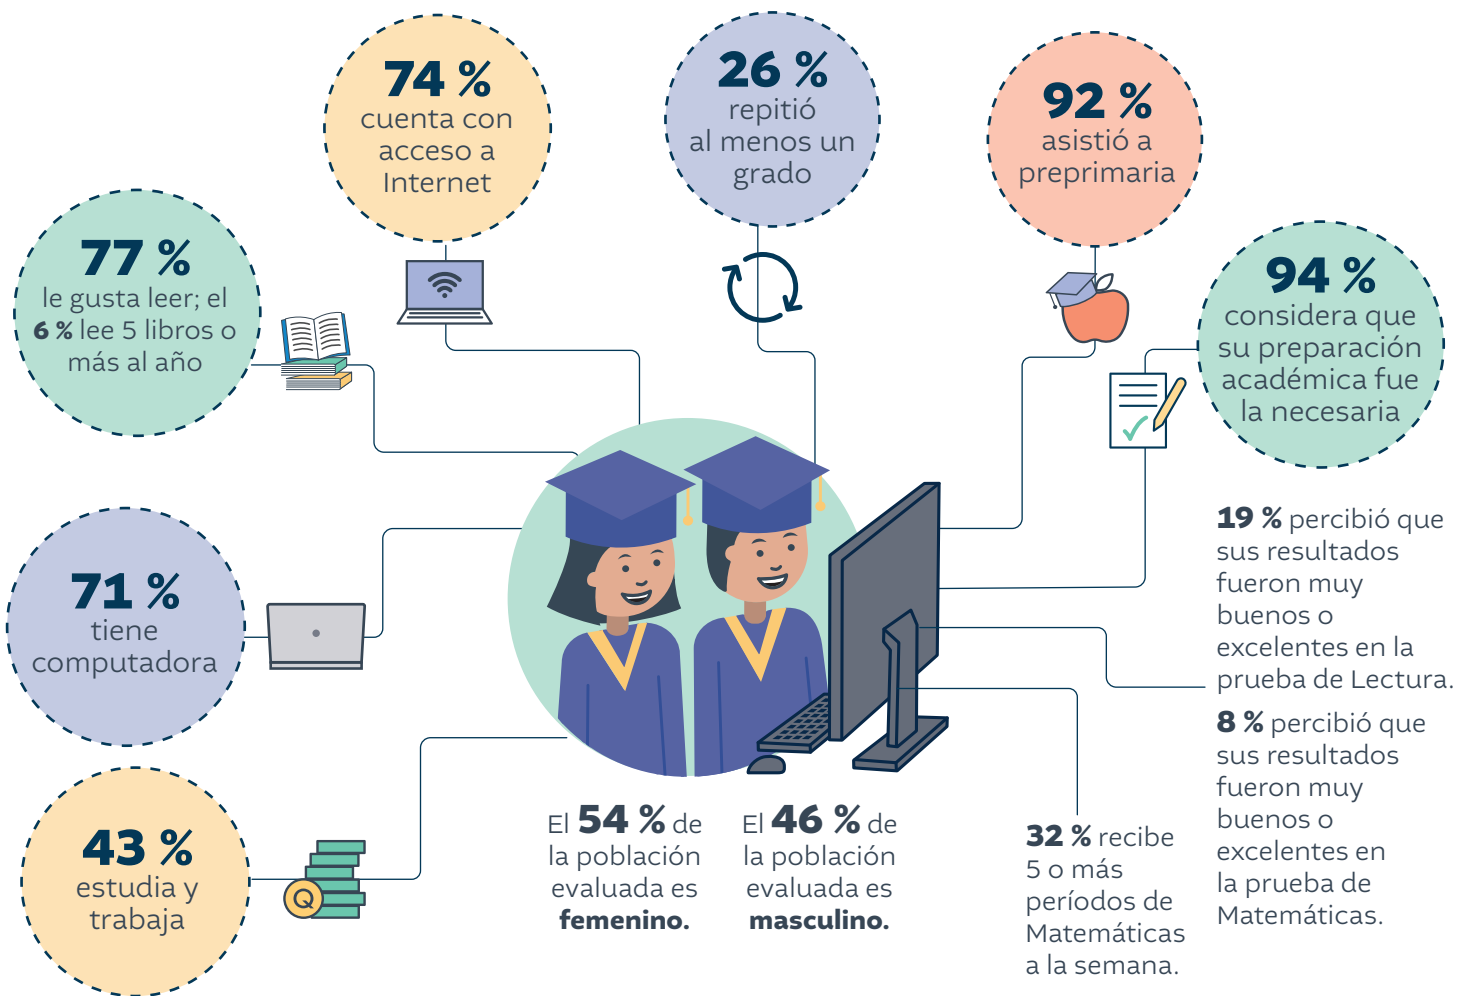 74 %
cuenta con
acceso a
Internet
26 %
repitió
al menos un
grado
92 %
asistió a
preprimaria
77 %
le gusta leer; el
6 % lee 5 libros o
más al año
94 %
considera que
su preparación
académica fue
la necesaria
71 %
tiene
computadora
19 % percibió que
sus resultados
fueron muy
buenos o
excelentes en la
prueba de Lectura.
8 % percibió que
sus resultados
fueron muy
buenos o
excelentes en
la prueba de
Matemáticas.
43 %
estudia y
trabaja
Q
El 54 % de
la población
evaluada es
femenino.
El 46 % de
la población
evaluada es
masculino.
32 % recibe
5 o más
períodos de
Matemáticas
a la semana.